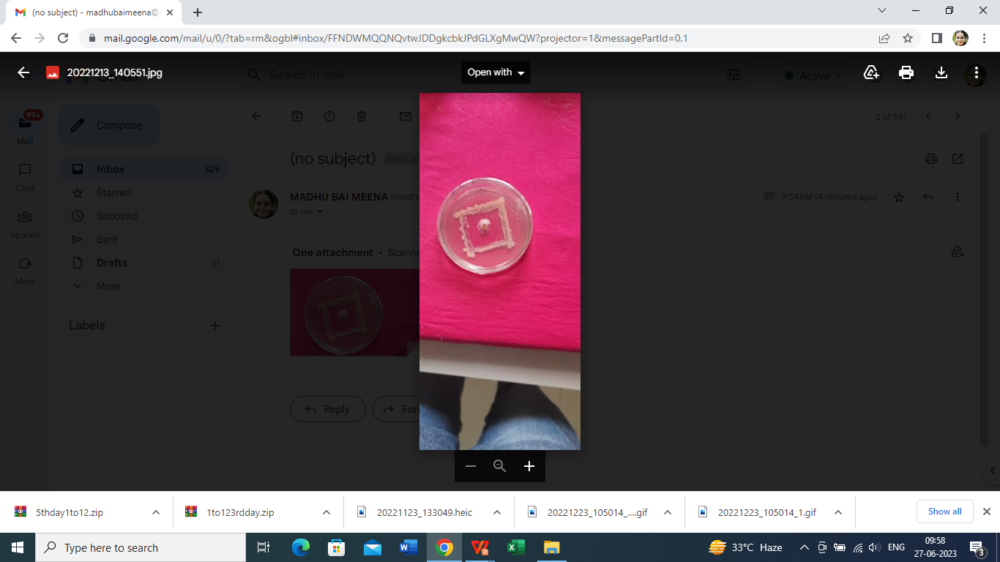 (no subject) - madhubaimeena@
mail.google.com/mail/u/0/?tab=rm&ogbl#inbox/FFNDWMQQNQvtwJDDgkcbkJPdGLXgMwQW?projector=1&messagePartId=0.1
20221213_140551.jpg
Search in mail
Open with
Active
99+
Mail
Compose
2 of 541
(no subject)
Inbox
Inbox 329
Chat
Starred
MADHU BAI MEENA
9:54 AM (4 minutes ago)
to me
Snoozed
Spaces
Sent
One attachment •
Drafts 21
Meet
More
Labels
Reply
5thday1to12.zip
1to123rdday.zip
20221123_133049.heic
20221223_105014_....gif
20221223_105014_1.gif
Show all
Type here to search
33°C Haze
ENG
09:58
27-06-2023
3